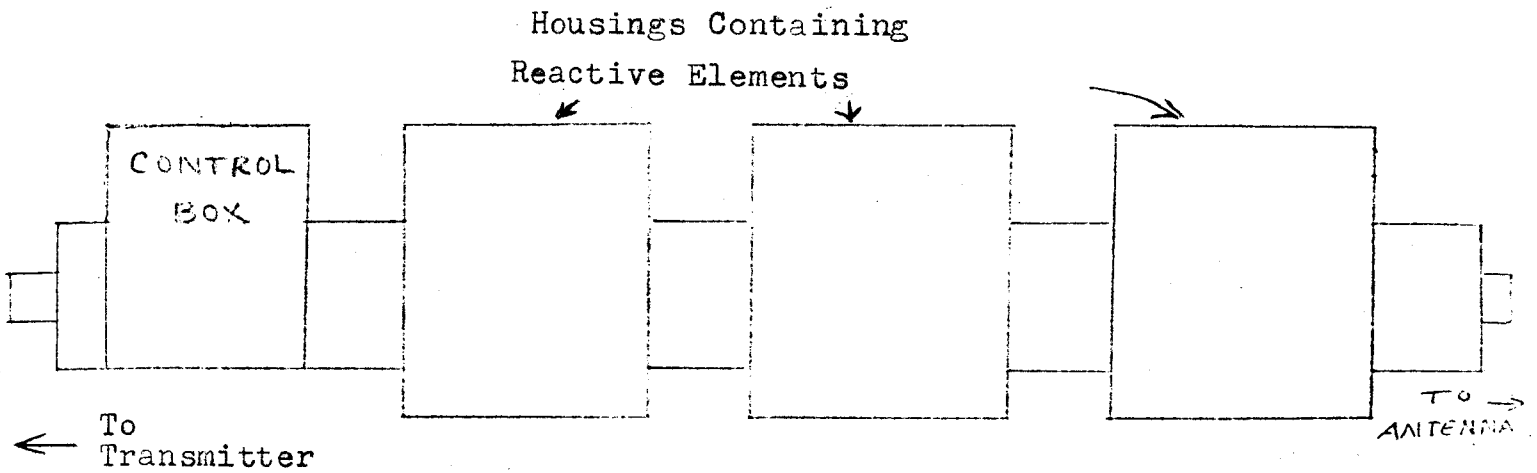 Housings Containing
Reactive Elements
CONTROL
BOX
To
Transmitter
TO
ANTENNA